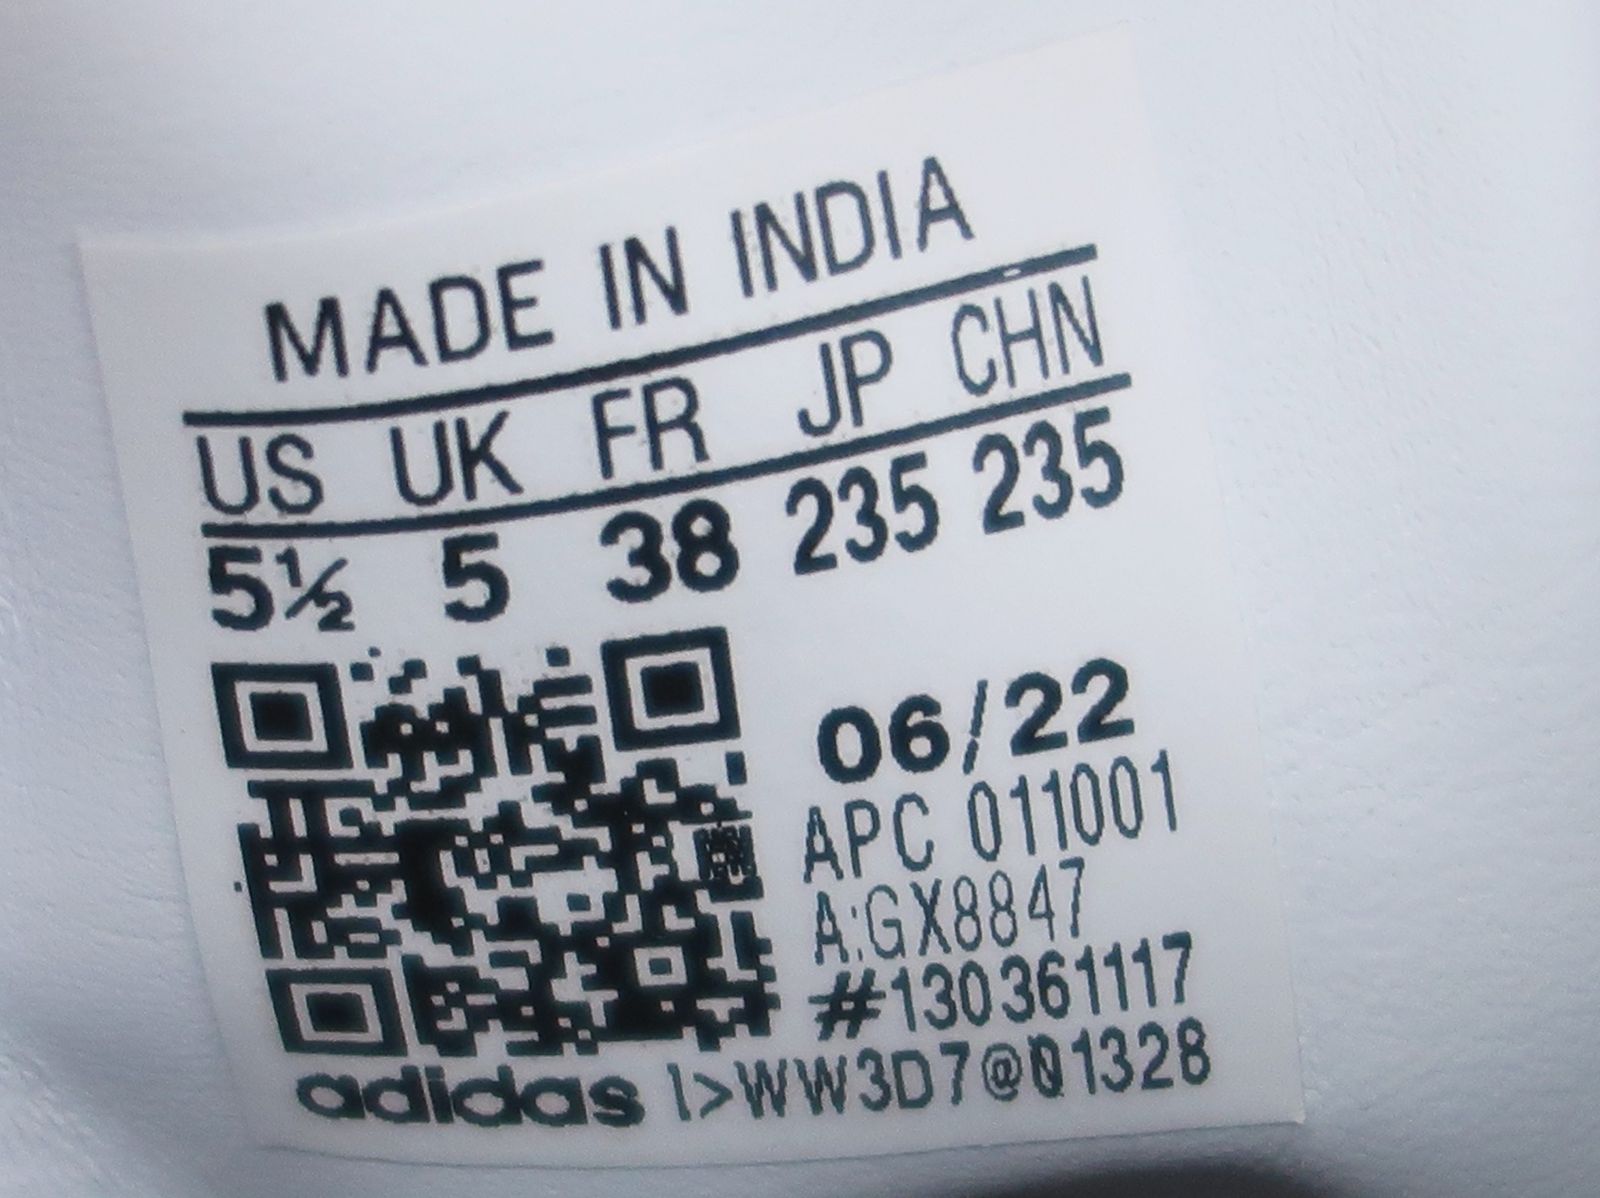 MADE IN INDIA
US UK FR JP CHN
5½ 5 38 235 235
06/22
APC 011001
A:GX8847
#130361117
adidas I>WW3D7@01328